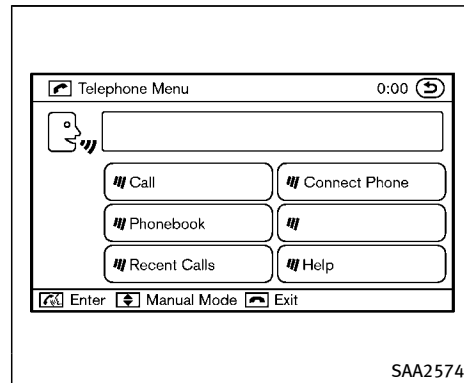 Telephone Menu 0:00
Call Connect Phone
Phonebook
Recent Calls Help
Enter Manual Mode Exit
SAA2574